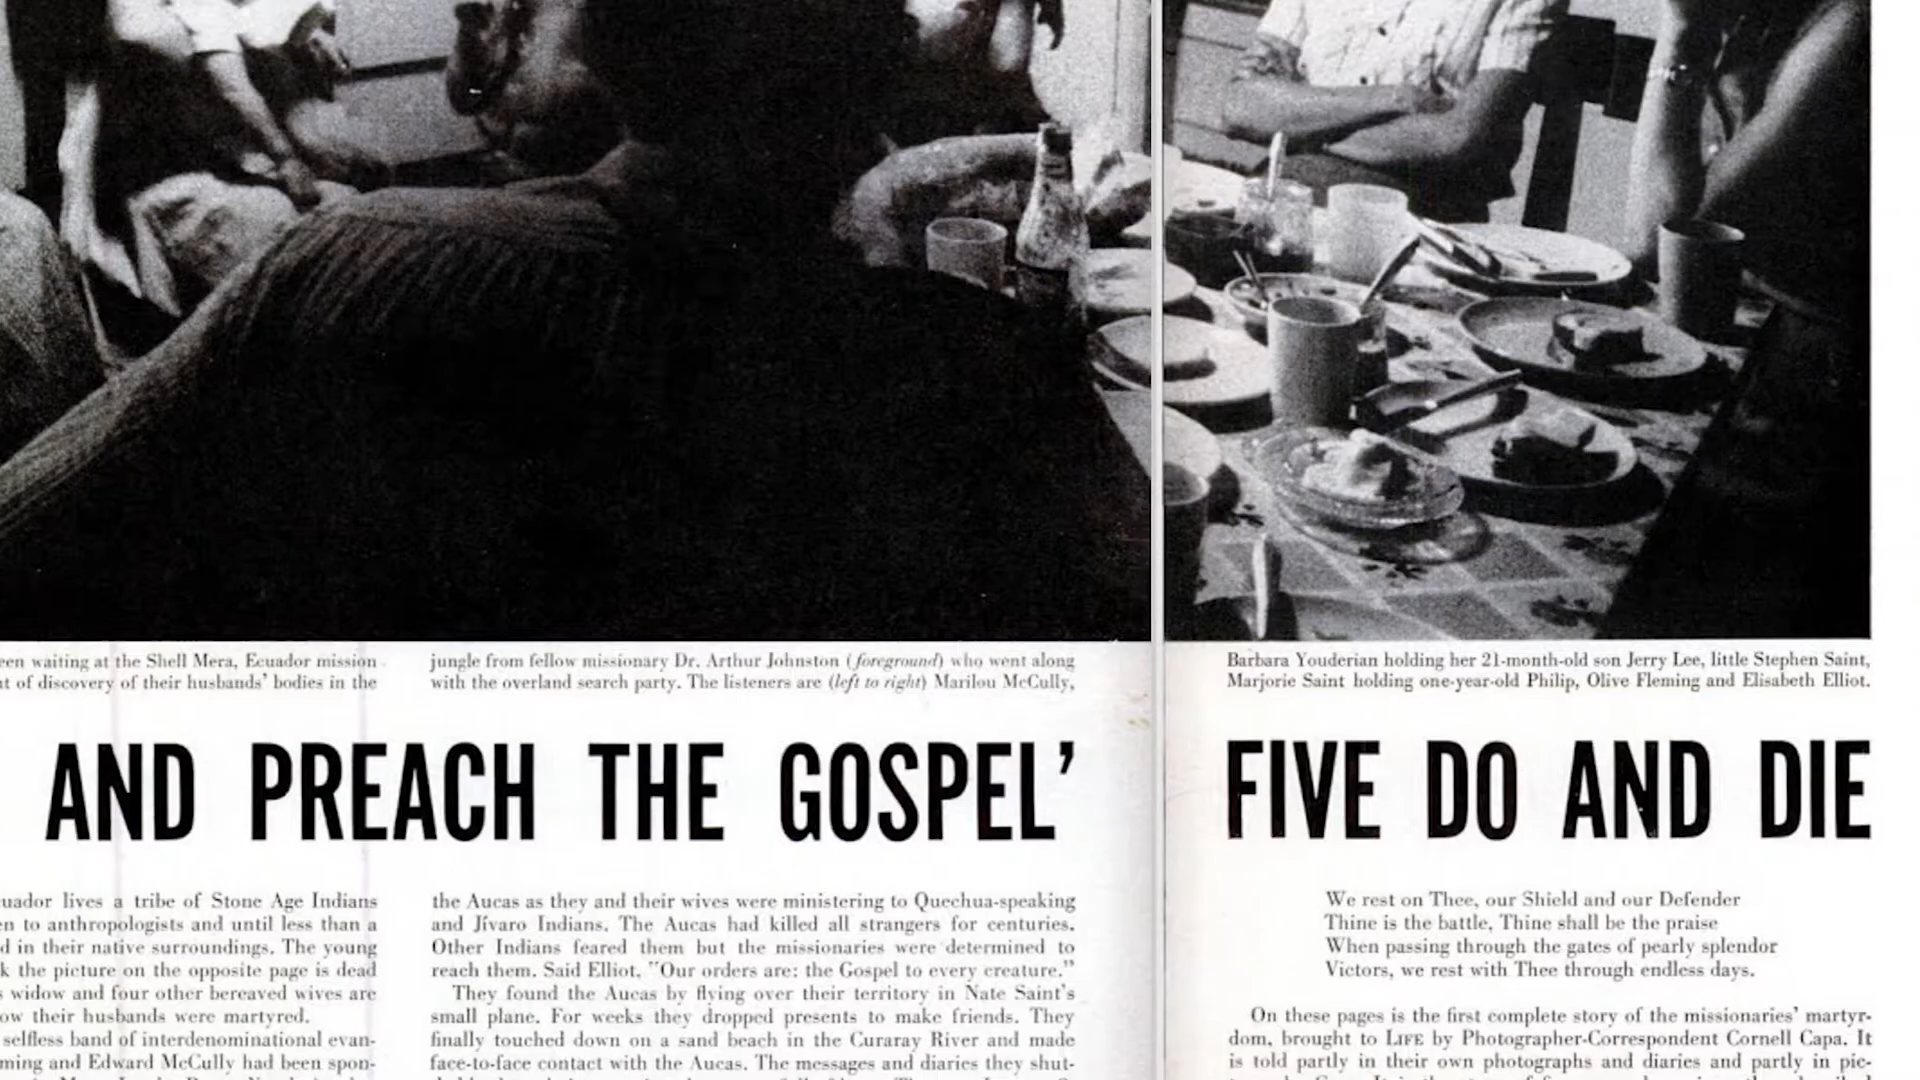 een waiting at the Shell Mera, Ecuador mission
t of discovery of their husbands' bodies in the
jungle from fellow missionary Dr. Arthur Johnston (foreground) who went along
with the overland search party. The listeners are (left to right) Marilou McCully,
Barbara Youderian holding her 21-month-old son Jerry Lee, little Stephen Saint,
Marjorie Saint holding one-year-old Philip, Olive Fleming and Elisabeth Elliot.
AND PREACH THE GOSPEL' FIVE DO AND DIE
uador lives a tribe of Stone Age Indians
n to anthropologists and until less than a
d in their native surroundings. The young
k the picture on the opposite page is dead
s widow and four other bereaved wives are
ow their husbands were martyred.
selfless band of interdenominational evan-
ming and Edward McCully had been spon-
the Aucas as they and their wives were ministering to Quechua-speaking
and Jívaro Indians. The Aucas had killed all strangers for centuries.
Other Indians feared them but the missionaries were determined to
reach them. Said Elliot, "Our orders are: the Gospel to every creature."
They found the Aucas by flying over their territory in Nate Saint's
small plane. For weeks they dropped presents to make friends. They
finally touched down on a sand beach in the Curaray River and made
face-to-face contact with the Aucas. The messages and diaries they shut-
We rest on Thee, our Shield and our Defender
Thine is the battle, Thine shall be the praise
When passing through the gates of pearly splendor
Victors, we rest with Thee through endless days.
On these pages is the first complete story of the missionaries' martyr-
dom, brought to LIFE by Photographer-Correspondent Cornell Capa. It
is told partly in their own photographs and diaries and partly in pic-